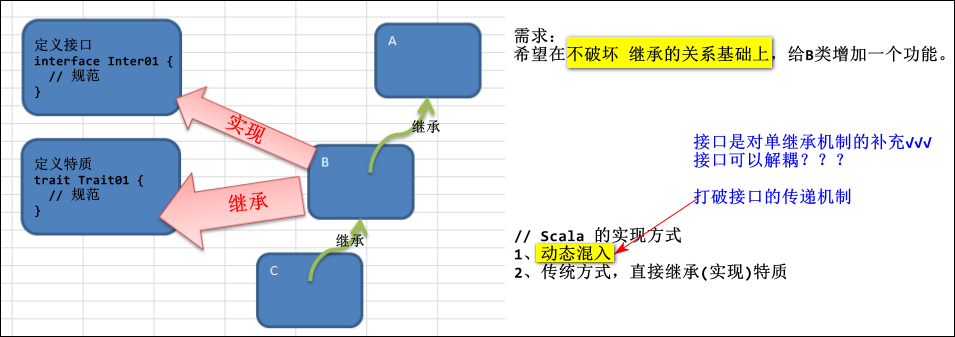 定义接口
interface Inter01 {
// 规范
}
实现
定义特质
trait Trait01 {
// 规范
}
继承
A
继承
B
继承
C
需求：
希望在不破坏 继承的关系基础上，给B类增加一个功能。
接口是对单继承机制的补充√√√
接口可以解耦？？？
打破接口的传递机制
// Scala 的实现方式
1、动态混入
2、传统方式，直接继承(实现)特质